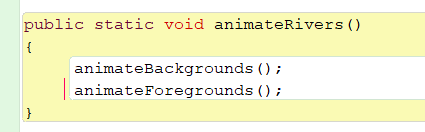 public static void animateRivers()
{
animateBackgrounds();
animateForegrounds();
}